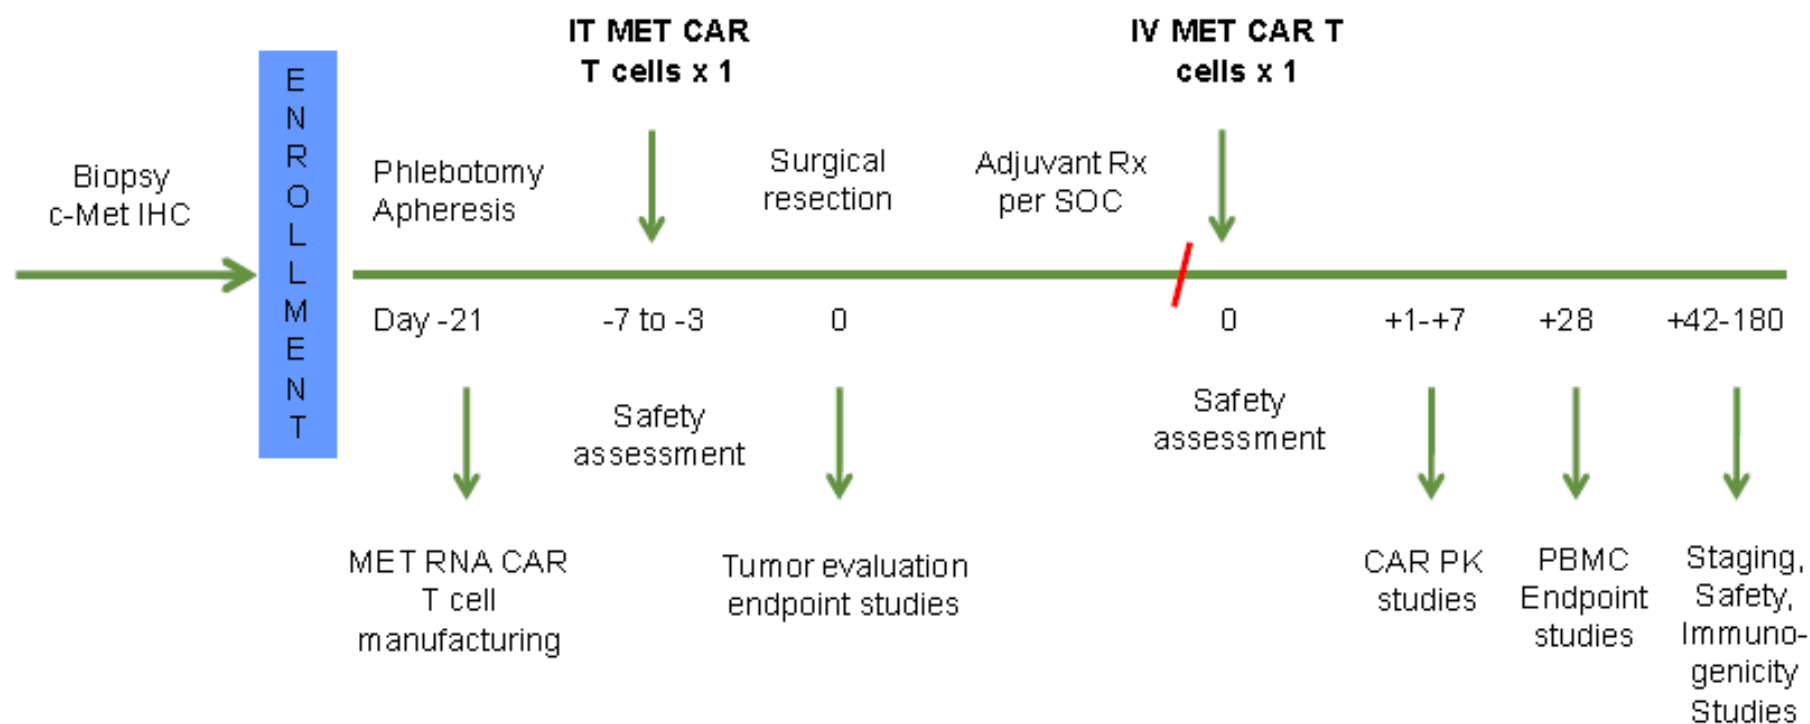 IT MET CAR
T cells x 1
IV MET CAR T
cells x 1
Biopsy
c-Met IHC
ENROLLMENT
Phlebotomy
Apheresis
Surgical
resection
Adjuvant Rx
per SOC
Day -21
-7 to -3
0
0
+1-+7
+28
+42-180
Safety
assessment
Safety
assessment
MET RNA CAR
T cell
manufacturing
Tumor evaluation
endpoint studies
CAR PK
studies
PBMC
Endpoint
studies
Staging,
Safety,
Immuno-
genicity
Studies